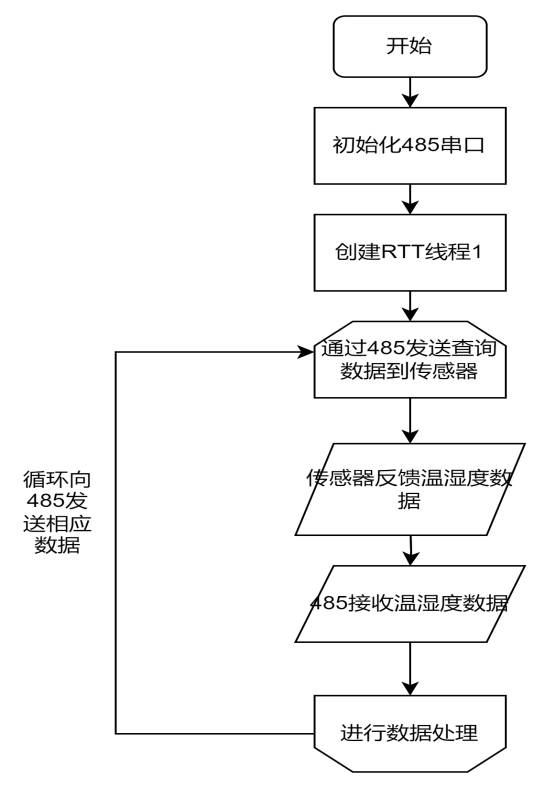 开始
初始化485串口
创建RTT线程1
通过485发送查询
数据到传感器
传感器反馈温湿度数
据
485接收温湿度数据
进行数据处理
循环向
485发
送相应
数据